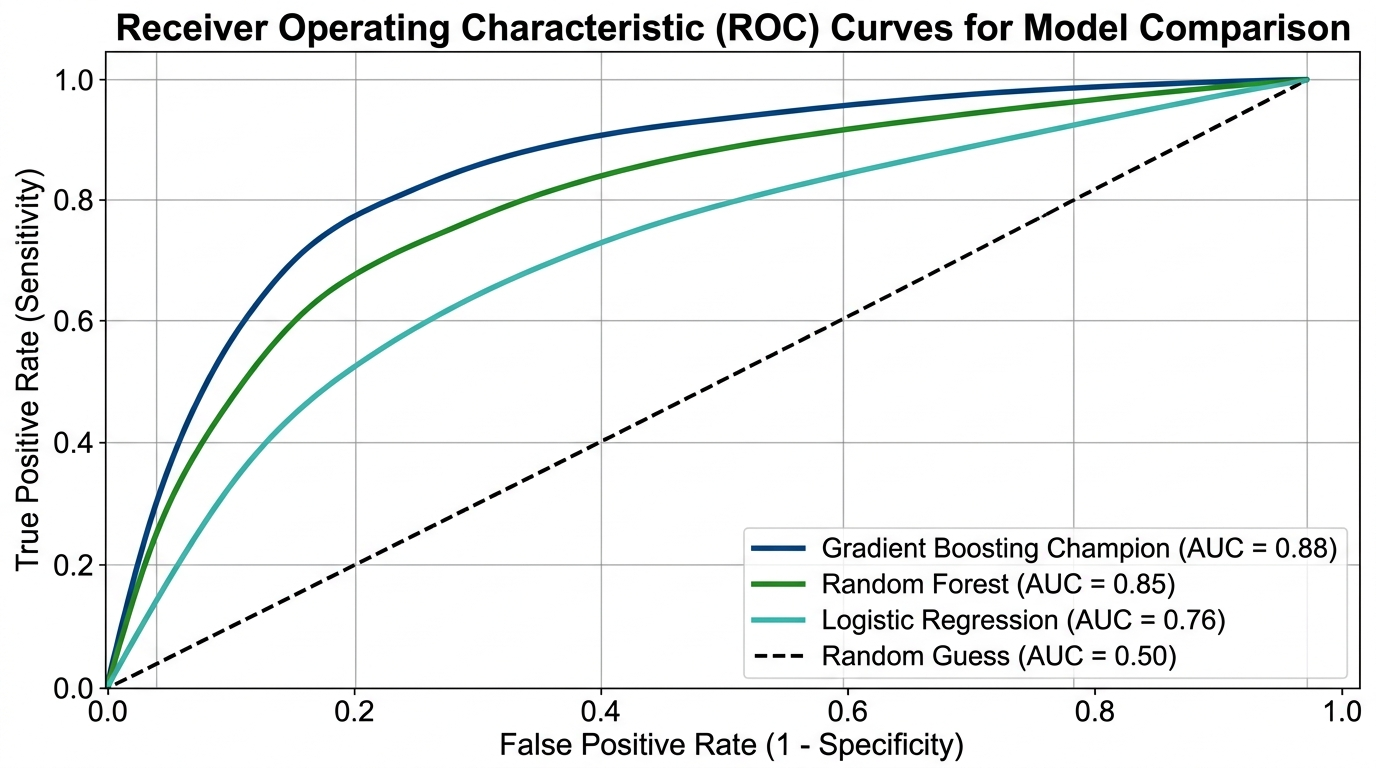 Receiver Operating Characteristic (ROC) Curves for Model Comparison
True Positive Rate (Sensitivity)
1.0
0.8
0.6
0.4
0.2
0.0
Gradient Boosting Champion (AUC = 0.88)
Random Forest (AUC = 0.85)
Logistic Regression (AUC = 0.76)
Random Guess (AUC = 0.50)
0.0 0.2 0.4 0.6 0.8 1.0
False Positive Rate (1 - Specificity)